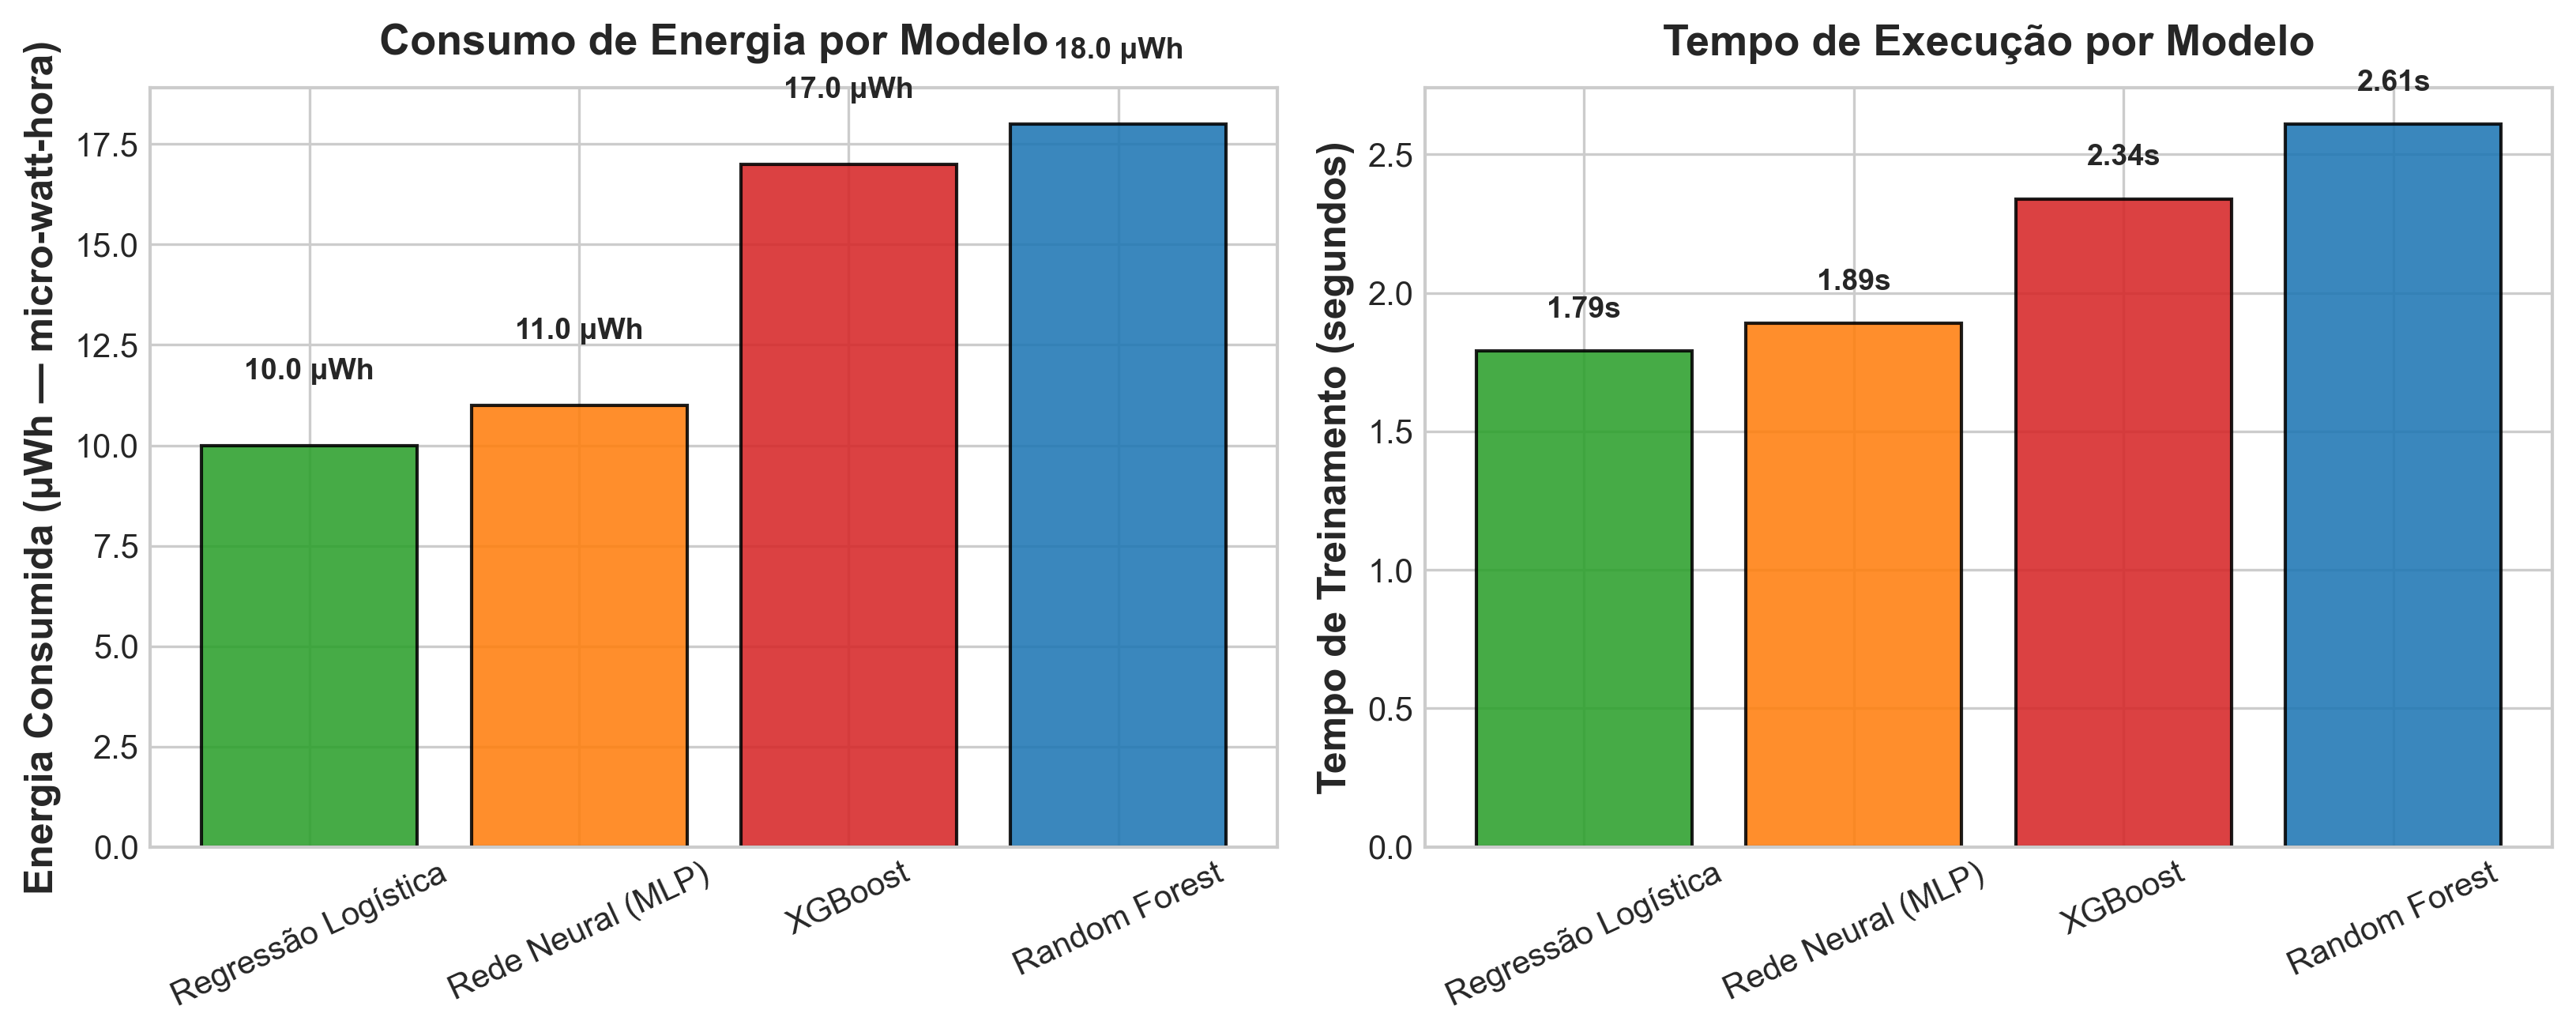 Consumo de Energia por Modelo
Energia Consumida (µWh — micro-watt-hora)
17.5
15.0
12.5
10.0
7.5
5.0
2.5
0.0
10.0 µWh
11.0 µWh
17.0 µWh
18.0 µWh
Regressão Logística
Rede Neural (MLP)
XGBoost
Random Forest
Tempo de Execução por Modelo
Tempo de Treinamento (segundos)
2.5
2.0
1.5
1.0
0.5
0.0
1.79s
1.89s
2.34s
2.61s
Regressão Logística
Rede Neural (MLP)
XGBoost
Random Forest